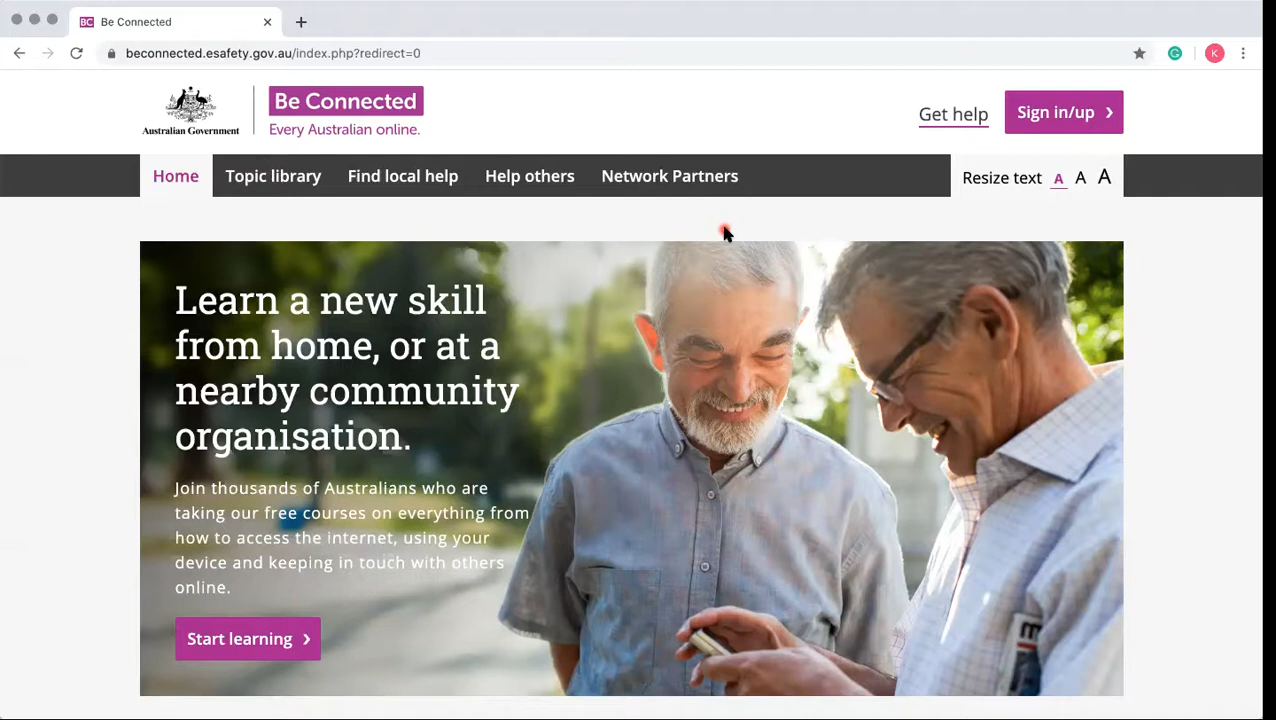 BC Be Connected
beconnected.esafety.gov.au/index.php?redirect=0
K
Australian Government
Be Connected
Every Australian online.
Get help
Sign in/up
Home
Topic library
Find local help
Help others
Network Partners
Resize text A A A
Learn a new skill
from home, or at a
nearby community
organisation.
Join thousands of Australians who are
taking our free courses on everything from
how to access the internet, using your
device and keeping in touch with others
online.
Start learning